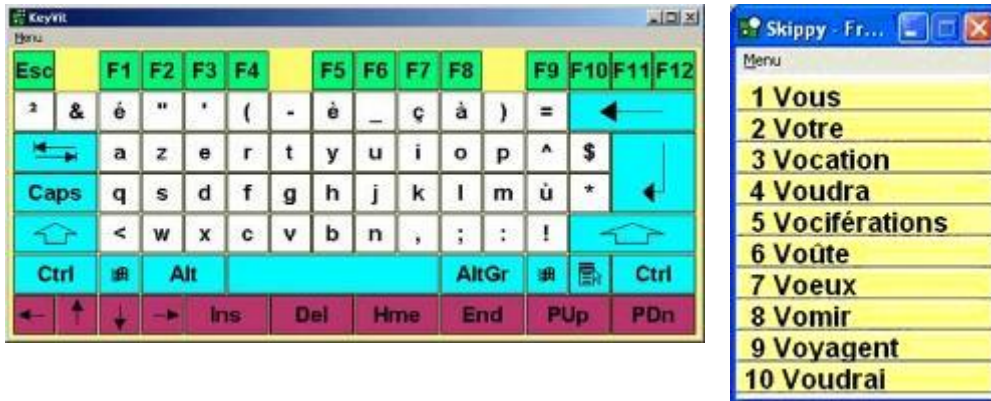 KeyVit
Menu
Esc F1 F2 F3 F4 F5 F6 F7 F8 F9 F10 F11 F12
² & é " ' ( - è _ ç à ) =
a z e r t y u i o p ^ $
Caps q s d f g h j k l m ù *
< w x c v b n , ; : !
Ctrl Alt AltGr Ctrl
Ins Del Hme End PUp PDn
Skippy - Fr...
Menu
1 Vous
2 Votre
3 Vocation
4 Voudra
5 Vociférations
6 Voûte
7 Voeux
8 Vomir
9 Voyagent
10 Voudrai